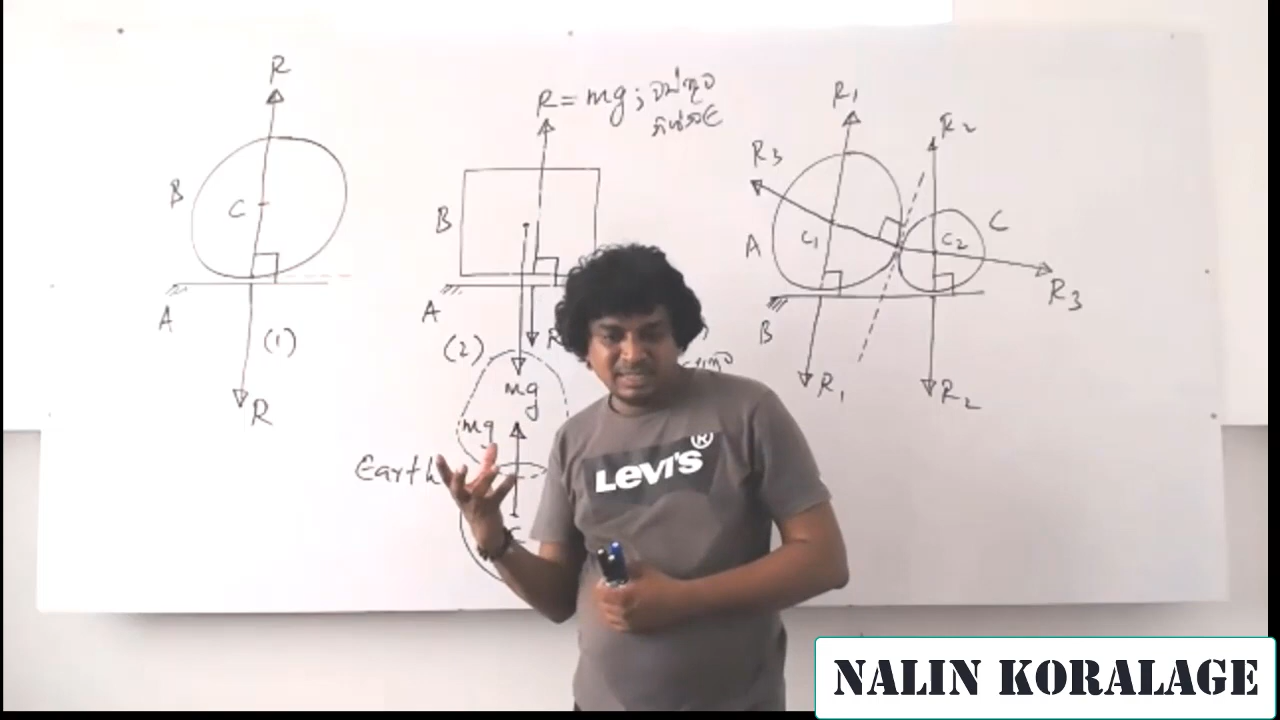 R
B
C
A
(1)
R
R = mg;
B
A
(2)
mg
mg
Earth
R₁
R₂
R₃
A
C₁
C₂
C
R₃
B
R₁
R₂
LEVI'S®
NALIN KORALAGE